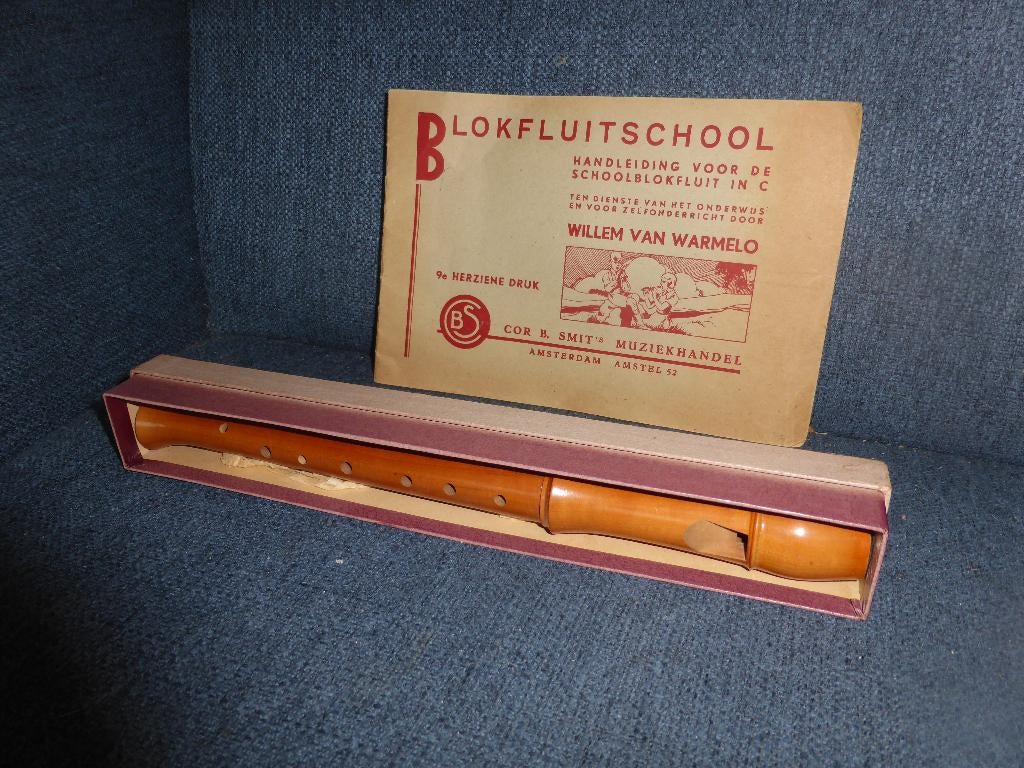 BLOKFLUITSCHOOL
HANDLEIDING VOOR DE
SCHOOLBLOKFLUIT IN C
TEN DIENSTE VAN HET ONDERWIJS
EN VOOR ZELFONDERRICHT DOOR
WILLEM VAN WARMELO
9e HERZIENE DRUK
CBS
COR B. SMIT'S MUZIEKHANDEL
AMSTERDAM AMSTEL 52